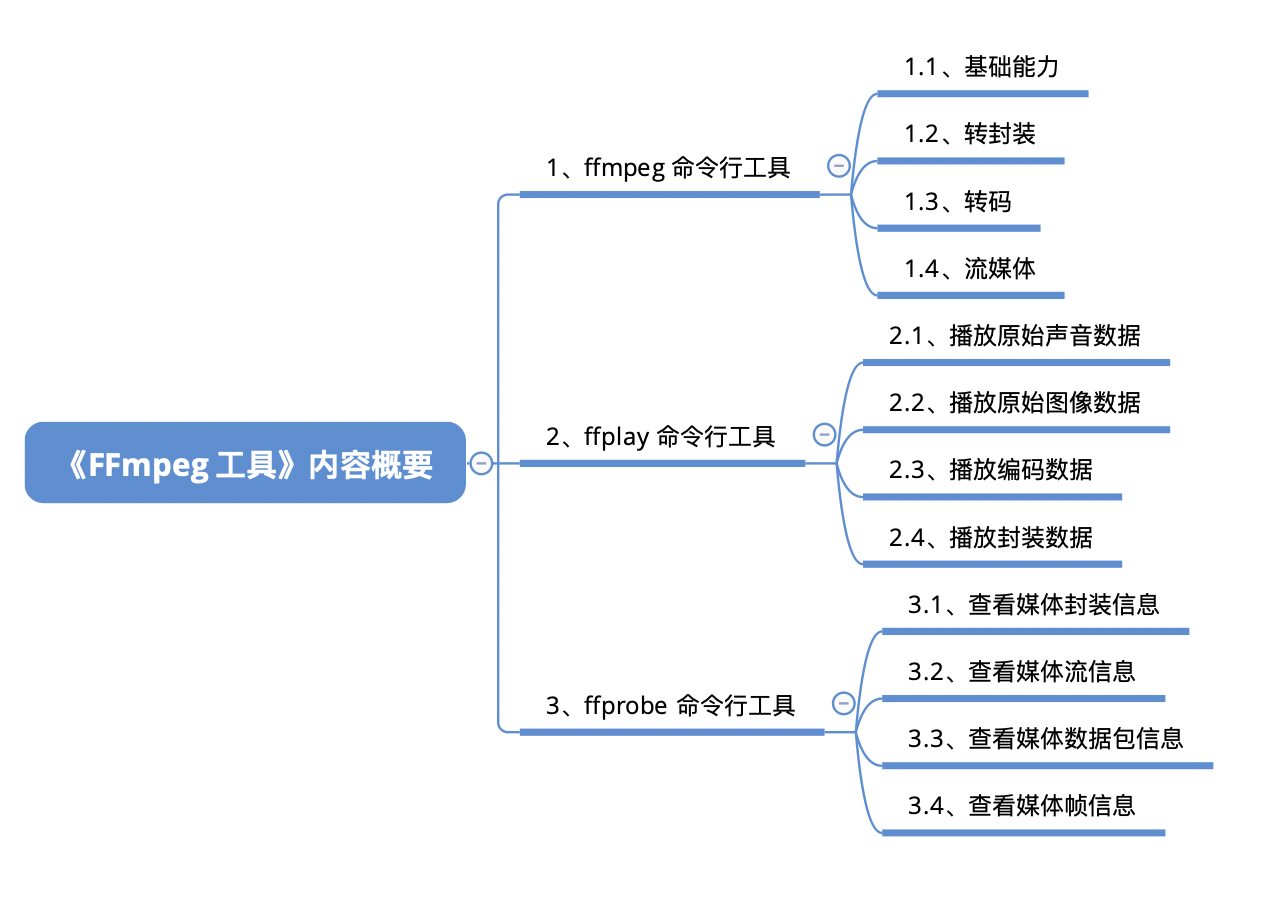 《FFmpeg 工具》内容概要
1、ffmpeg 命令行工具
1.1、基础能力
1.2、转封装
1.3、转码
1.4、流媒体
2、ffplay 命令行工具
2.1、播放原始声音数据
2.2、播放原始图像数据
2.3、播放编码数据
2.4、播放封装数据
3、ffprobe 命令行工具
3.1、查看媒体封装信息
3.2、查看媒体流信息
3.3、查看媒体数据包信息
3.4、查看媒体帧信息